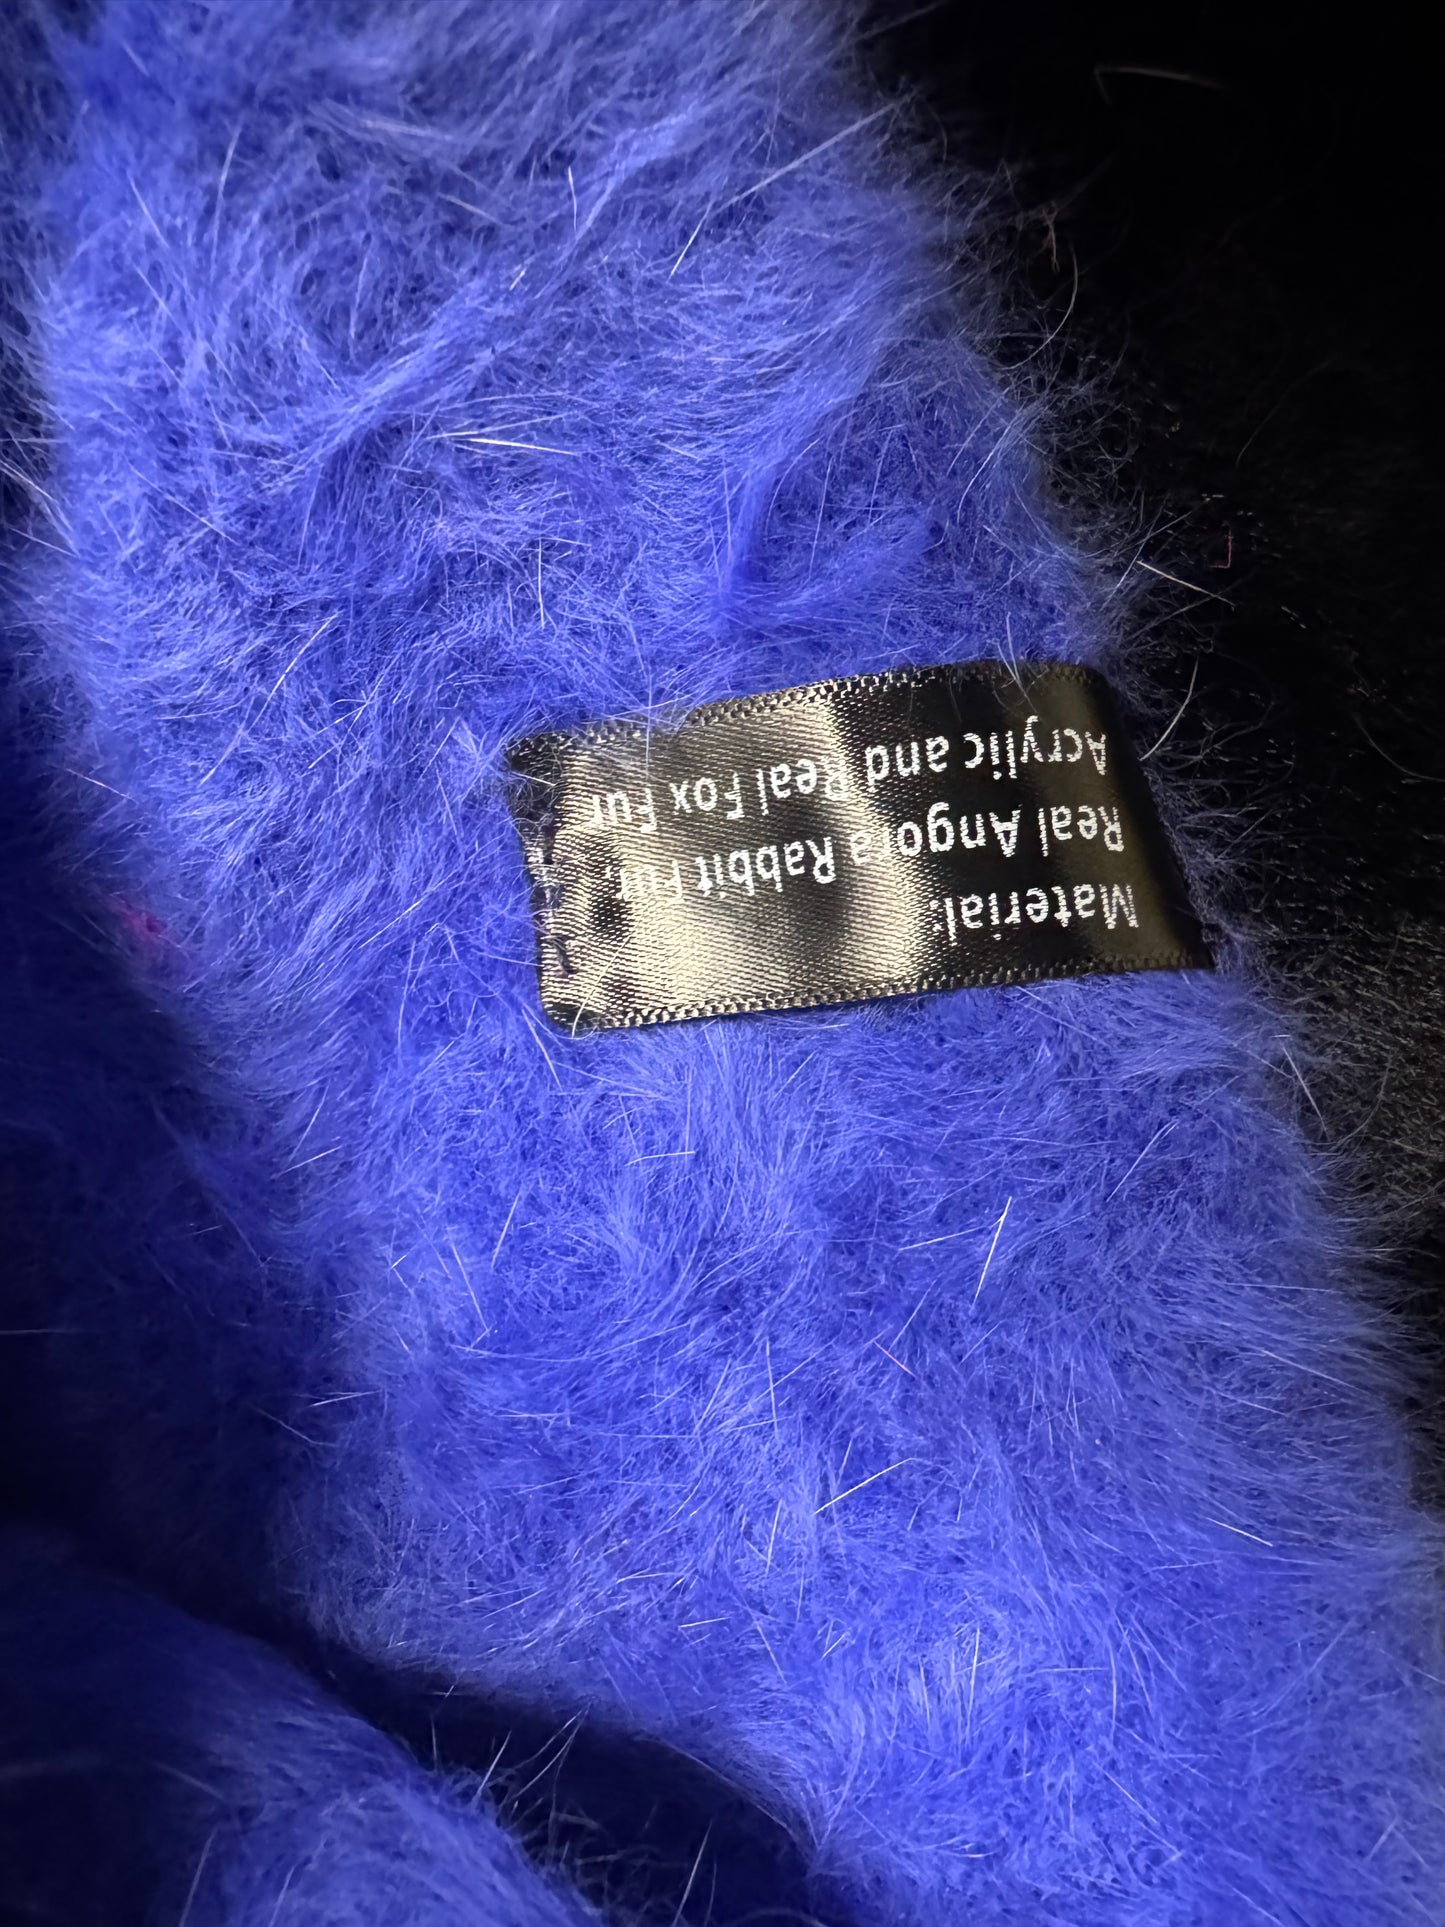 Material:
Real Angora Rabbit Fur,
Acrylic and Real Fox Fur